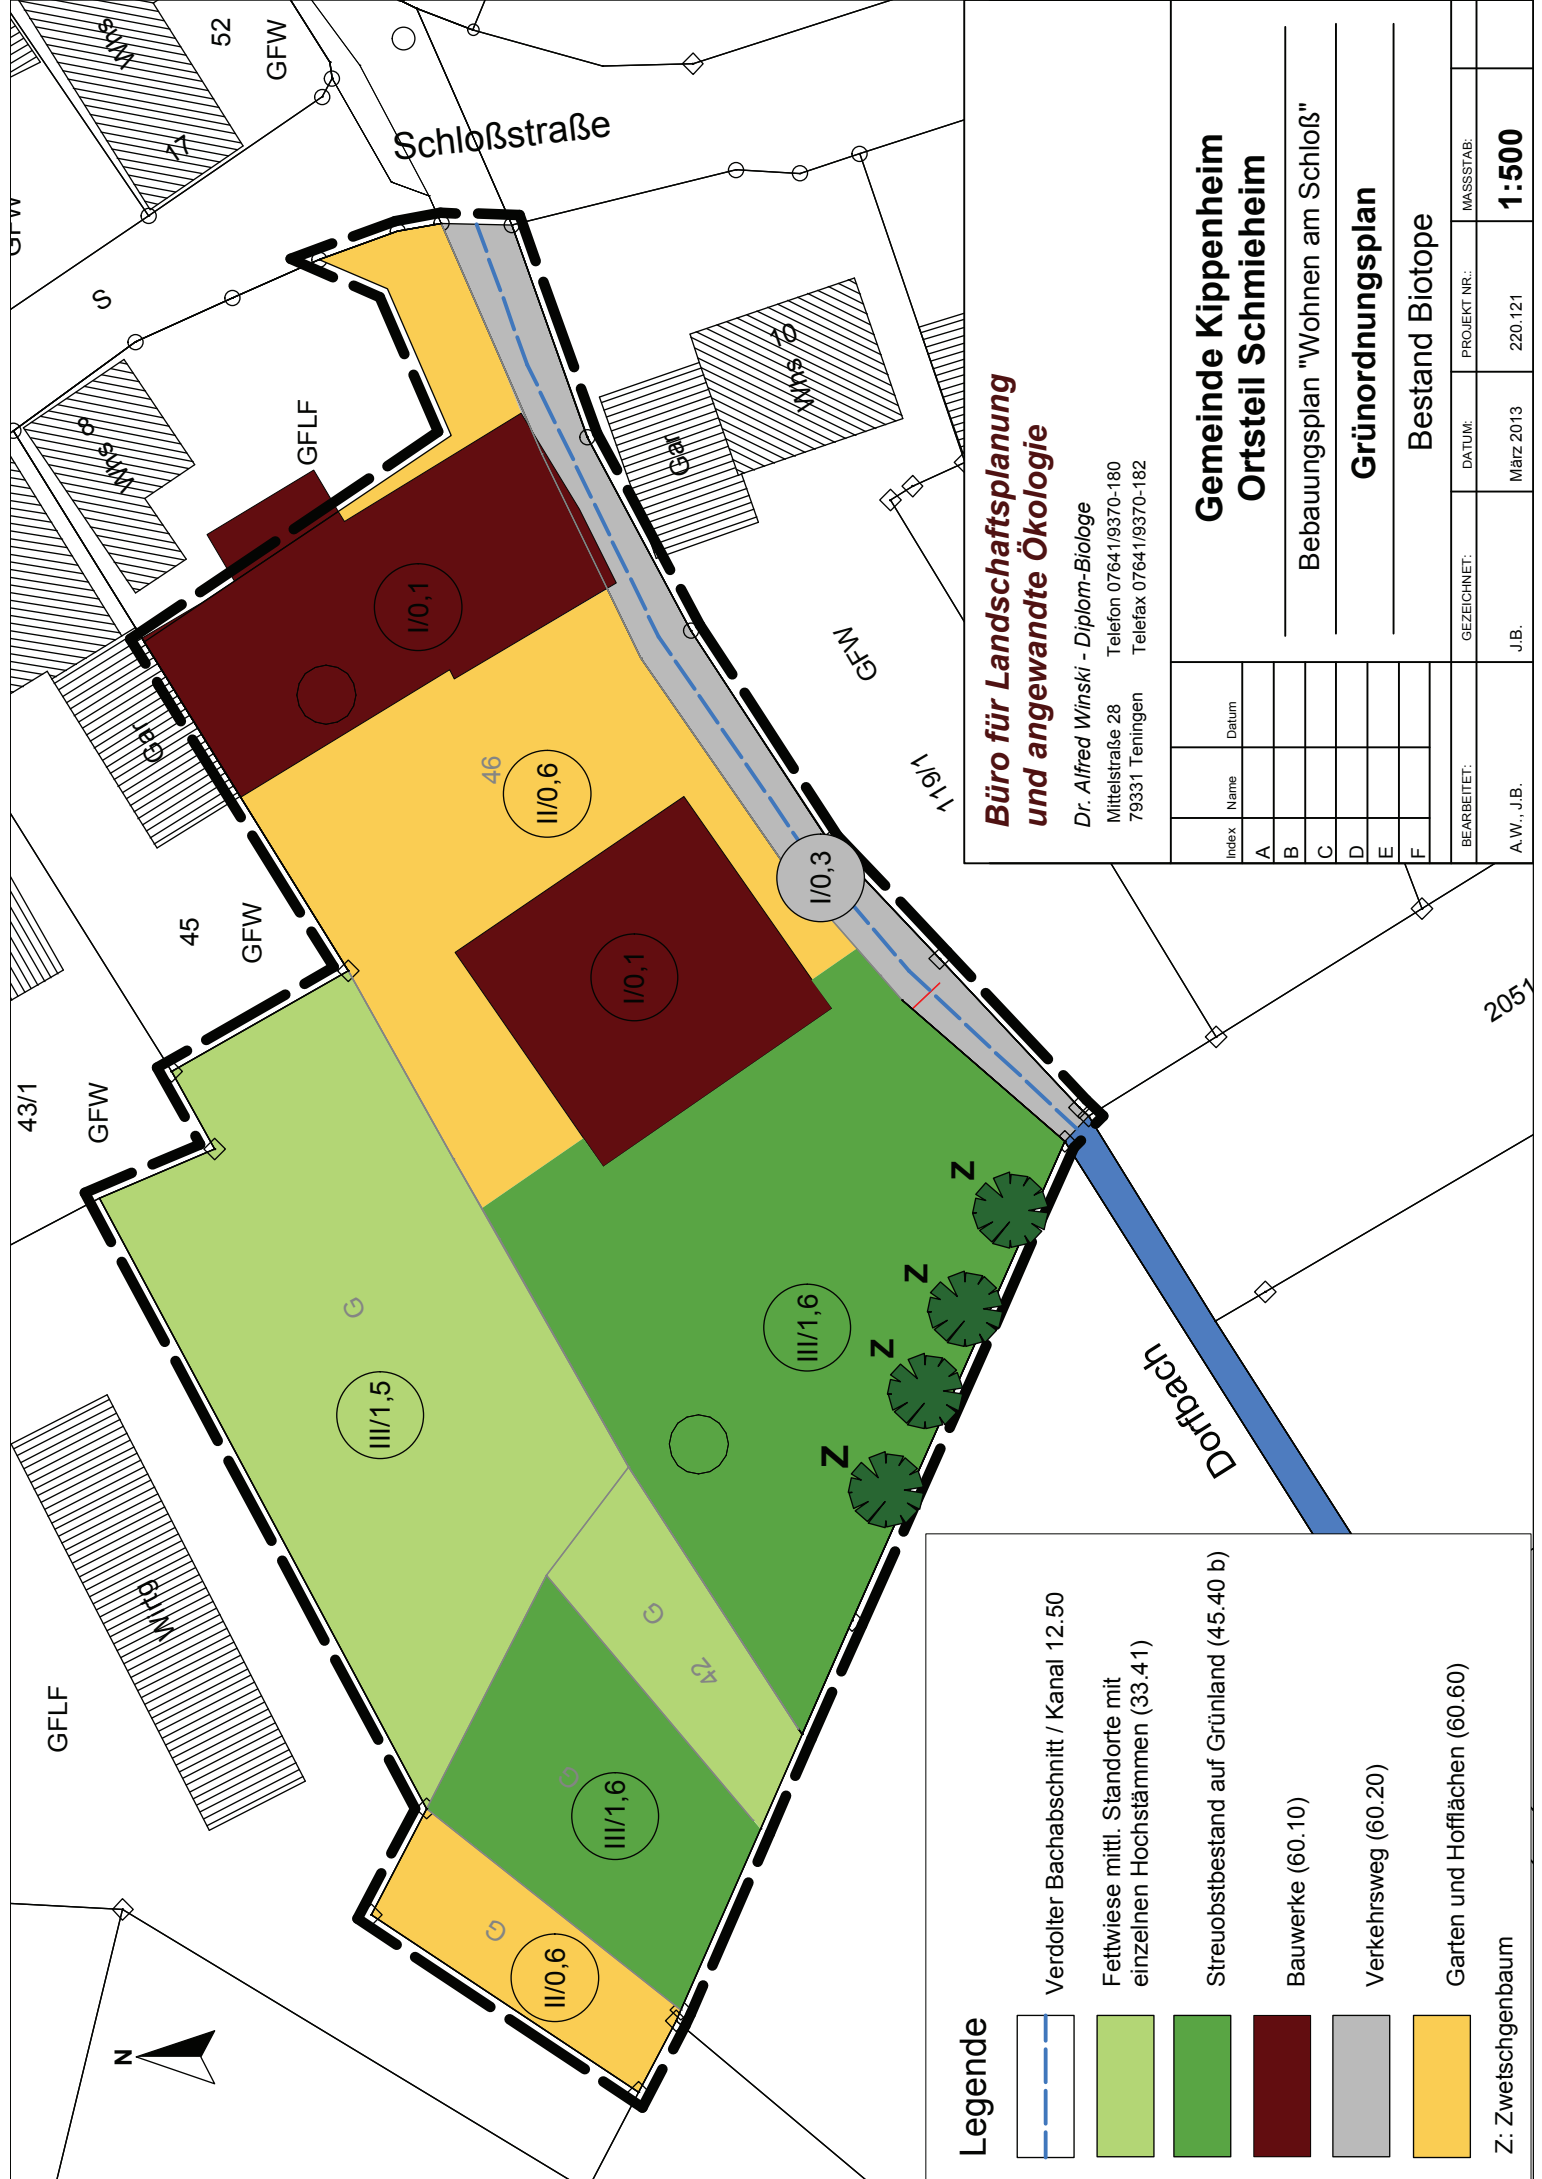 Whs
17
52
GFW
GFW
Schloßstraße
S
Whs 8
GFLF
Gar
Gar
Whs
10
I/0,1
46
II/0,6
GFW
119/1
I/0,3
I/0,1
45
GFW
43/1
GFW
2051
G
III/1,5
III/1,6
Z
Z
Z
Z
Dorfbach
Wirtg
GFLF
G
42
G
III/1,6
G
II/0,6
N
Büro für Landschaftsplanung
und angewandte Ökologie
Dr. Alfred Winski - Diplom-Biologe
Mittelstraße 28 Telefon 07641/9370-180
79331 Teningen Telefax 07641/9370-182
Gemeinde Kippenheim
Ortsteil Schmieheim
Bebauungsplan "Wohnen am Schloß"
Grünordnungsplan
Bestand Biotope
Index Name Datum
A
B
C
D
E
F
BEARBEITET: GEZEICHNET: DATUM: PROJEKT NR.: MASSSTAB:
A.W., J.B. J.B. März 2013 220.121 1:500
Legende
Verdolter Bachabschnitt / Kanal 12.50
Fettwiese mittl. Standorte mit
einzelnen Hochstämmen (33.41)
Streuobstbestand auf Grünland (45.40 b)
Bauwerke (60.10)
Verkehrsweg (60.20)
Garten und Hofflächen (60.60)
Z: Zwetschgenbaum